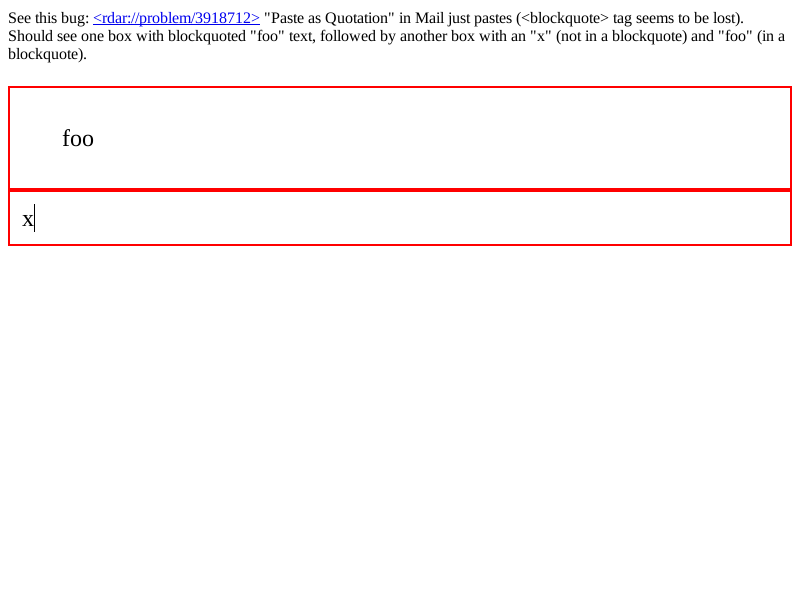 See this bug: <rdar://problem/3918712> "Paste as Quotation" in Mail just pastes (<blockquote> tag seems to be lost).
Should see one box with blockquoted "foo" text, followed by another box with an "x" (not in a blockquote) and "foo" (in a
blockquote).
foo
x